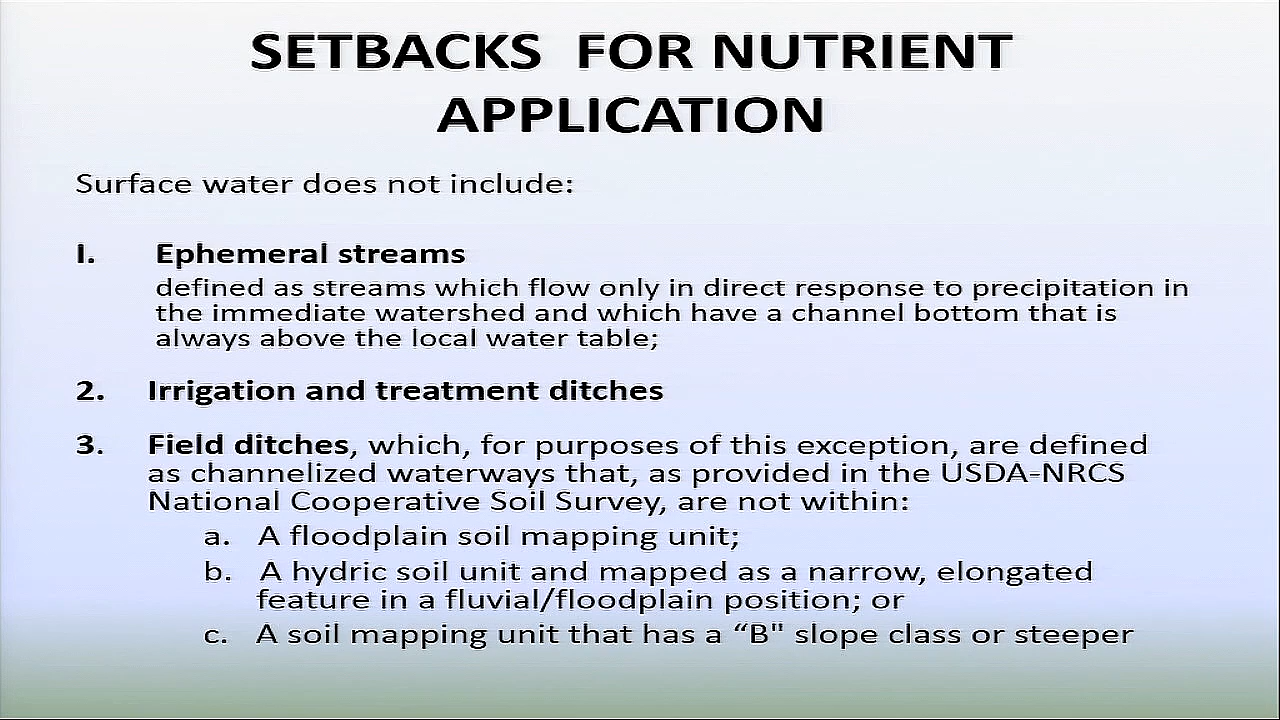 SETBACKS FOR NUTRIENT
APPLICATION
Surface water does not include:
I. Ephemeral streams
defined as streams which flow only in direct response to precipitation in
the immediate watershed and which have a channel bottom that is
always above the local water table;
2. Irrigation and treatment ditches
3. Field ditches, which, for purposes of this exception, are defined
as channelized waterways that, as provided in the USDA-NRCS
National Cooperative Soil Survey, are not within:
a. A floodplain soil mapping unit;
b. A hydric soil unit and mapped as a narrow, elongated
feature in a fluvial/floodplain position; or
c. A soil mapping unit that has a “B" slope class or steeper